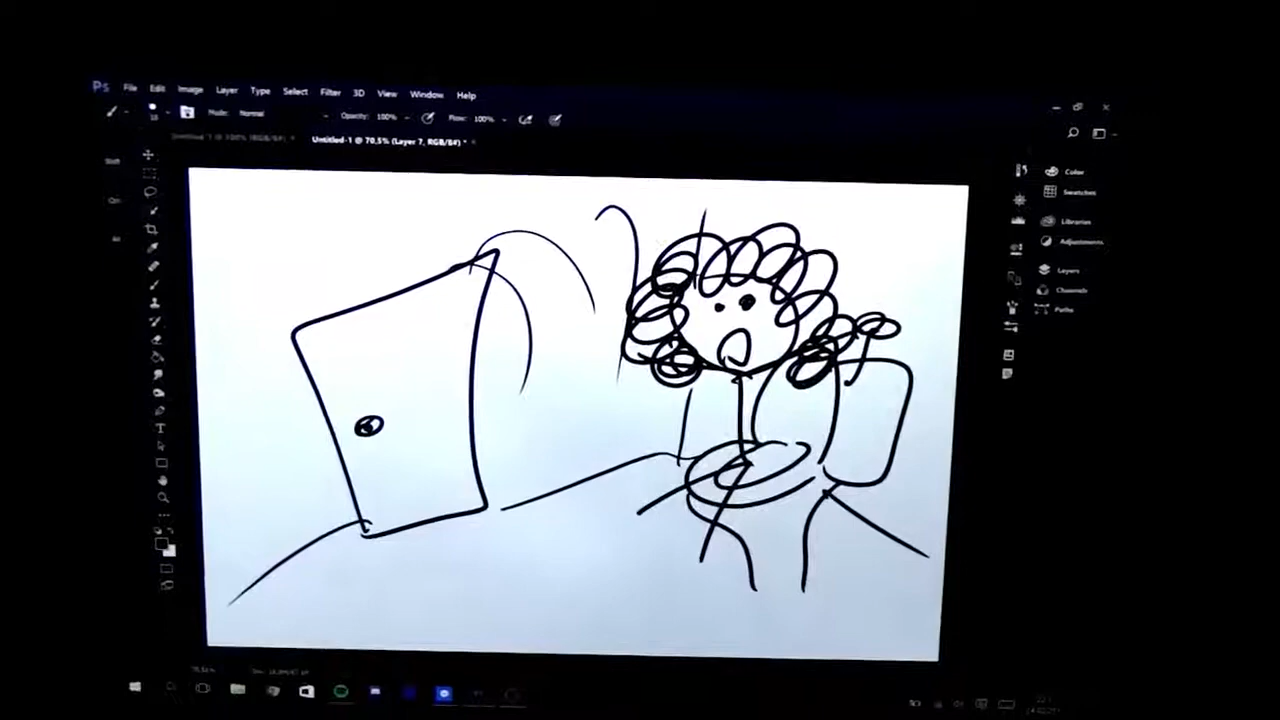 Ps File Edit Image Layer Type Select Filter 3D View Window Help
Mode: Normal Opacity: 100% Flow: 100%
Untitled-1 @ 70,5% (Layer 7, RGB/8#) *
Shift
Color
Swatches
Libraries
Adjustments
Layers
Channels
Paths